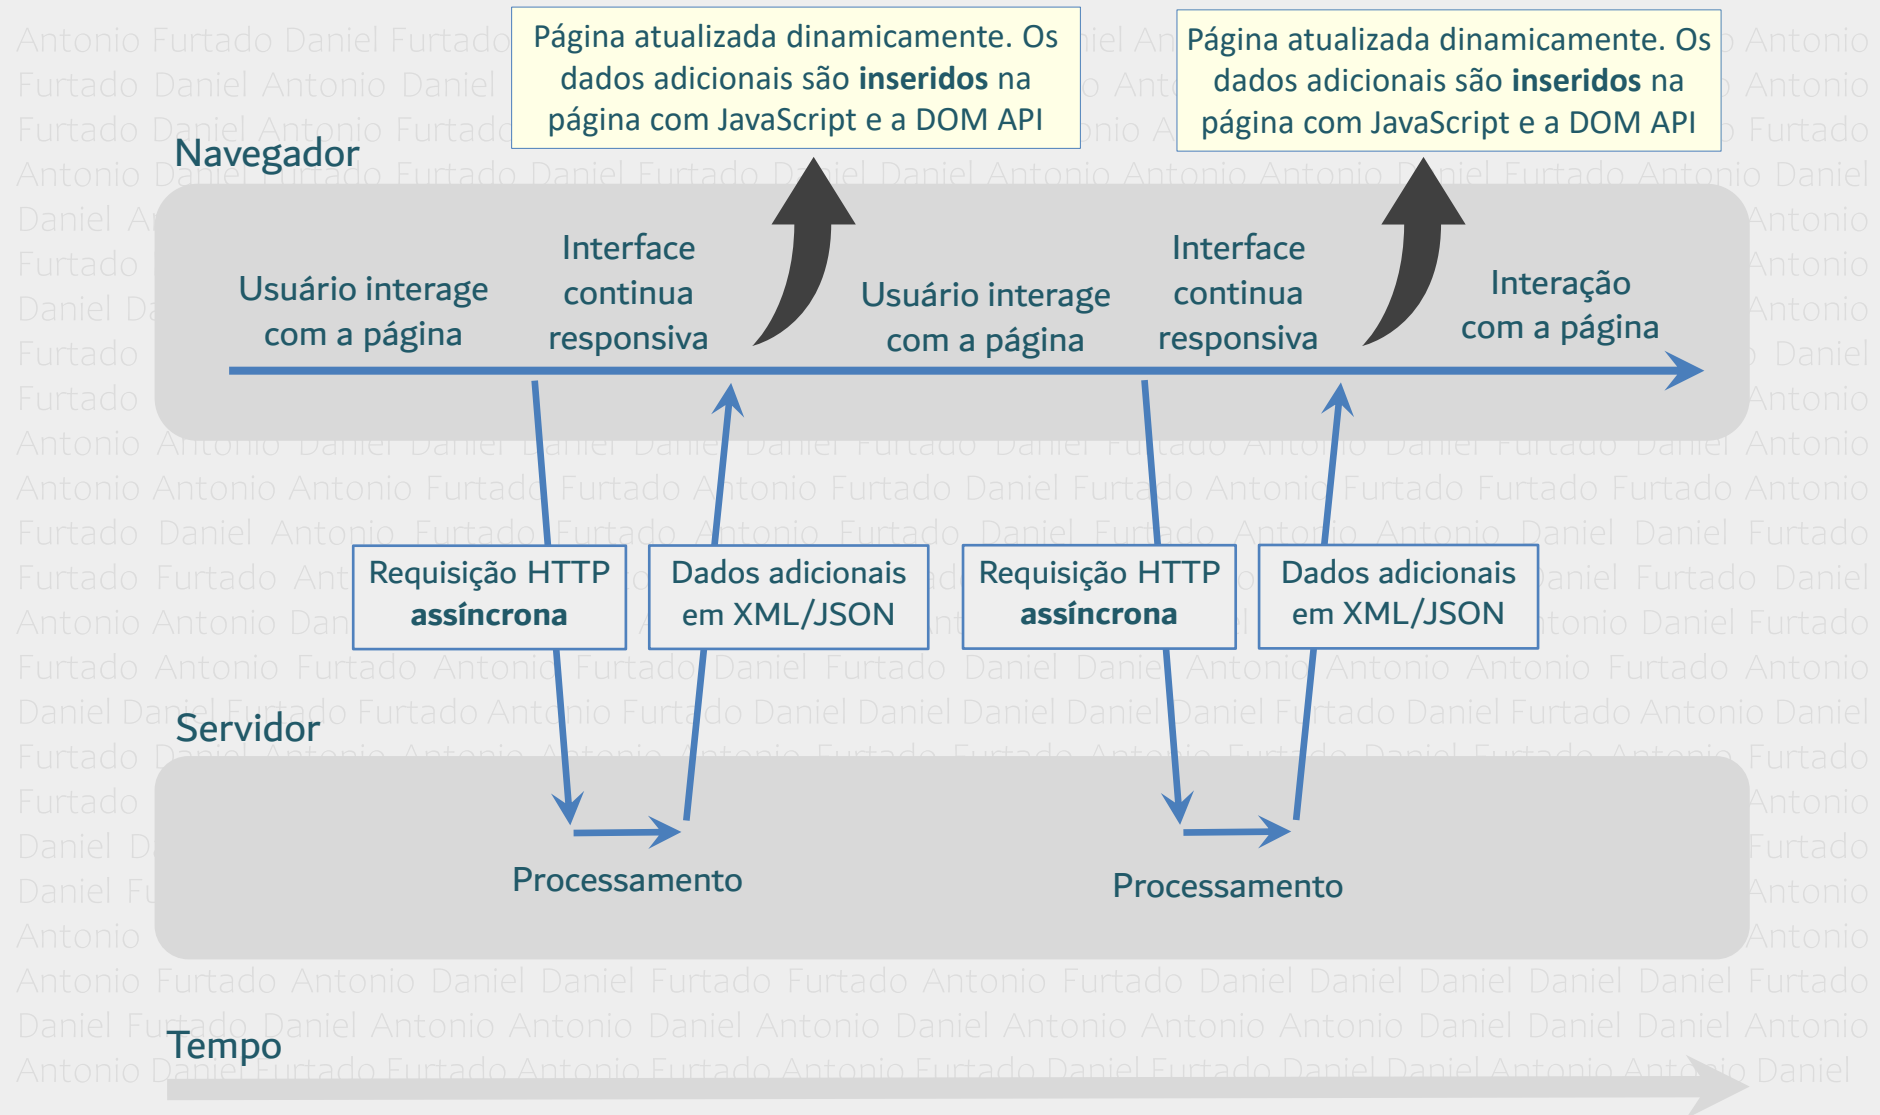 Página atualizada dinamicamente. Os
dados adicionais são inseridos na
página com JavaScript e a DOM API
Página atualizada dinamicamente. Os
dados adicionais são inseridos na
página com JavaScript e a DOM API
Navegador
Usuário interage
com a página
Interface
continua
responsiva
Usuário interage
com a página
Interface
continua
responsiva
Interação
com a página
Requisição HTTP
assíncrona
Dados adicionais
em XML/JSON
Requisição HTTP
assíncrona
Dados adicionais
em XML/JSON
Servidor
Processamento
Processamento
Tempo